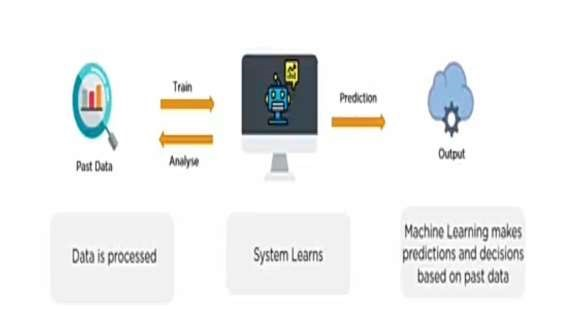 Train
Prediction
Analyse
Past Data
Output
Data is processed
System Learns
Machine Learning makes
predictions and decisions
based on past data